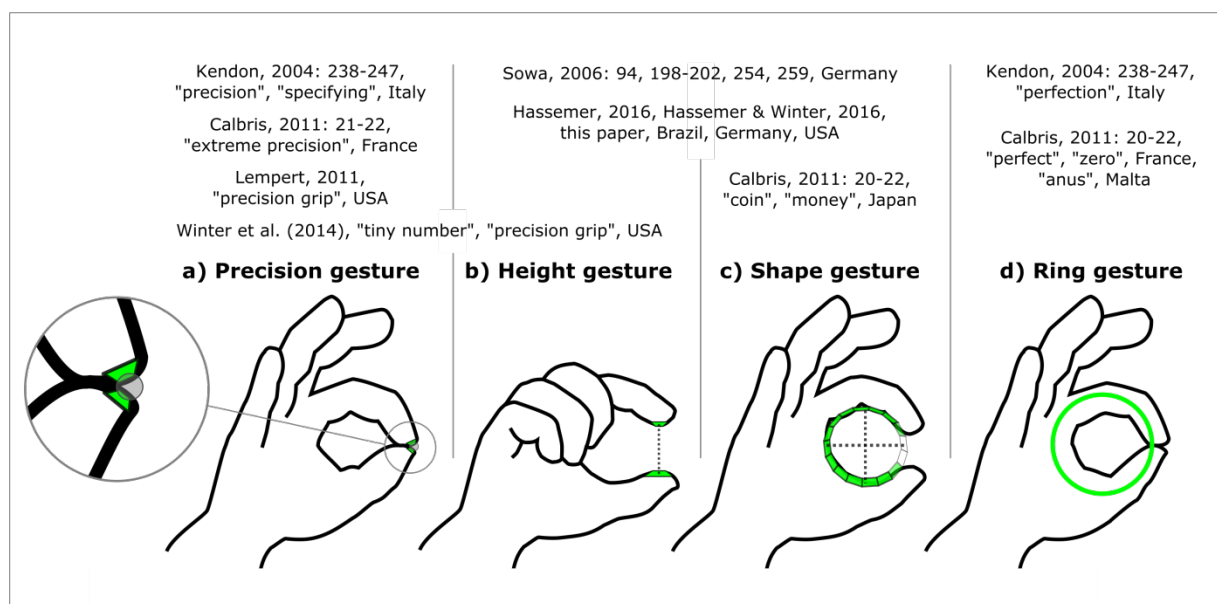 Kendon, 2004: 238-247,
"precision", "specifying", Italy
Calbris, 2011: 21-22,
"extreme precision", France
Lempert, 2011,
"precision grip", USA
Winter et al. (2014), "tiny number", "precision grip", USA
Sowa, 2006: 94, 198-202, 254, 259, Germany
Hassemer, 2016, Hassemer & Winter, 2016,
this paper, Brazil, Germany, USA
Calbris, 2011: 20-22,
"coin", "money", Japan
Kendon, 2004: 238-247,
"perfection", Italy
Calbris, 2011: 20-22,
"perfect", "zero", France,
"anus", Malta
a) Precision gesture
b) Height gesture
c) Shape gesture
d) Ring gesture